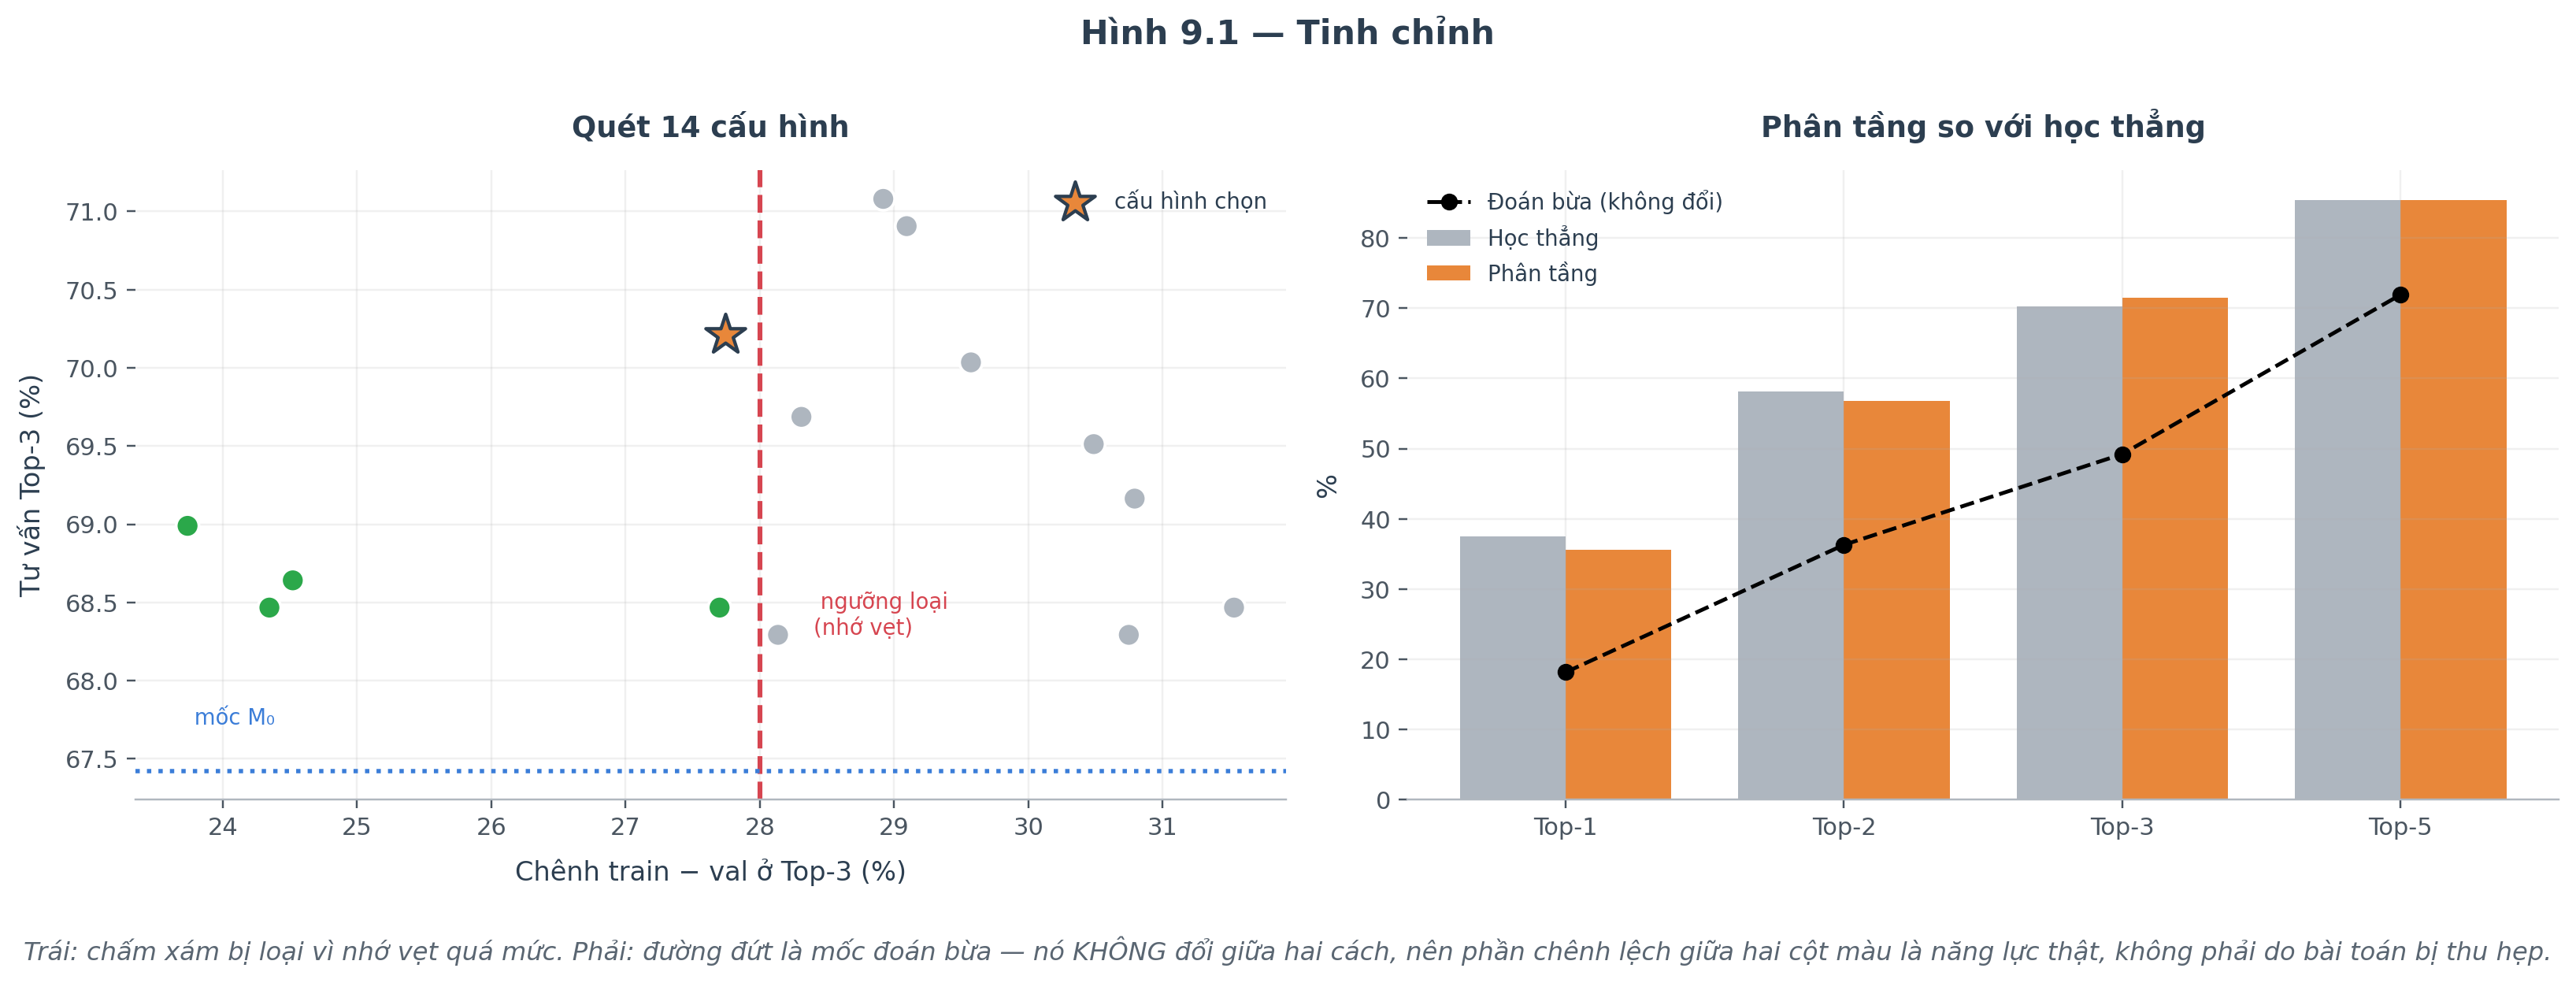 Hình 9.1 — Tinh chỉnh
Quét 14 cấu hình
cấu hình chọn
ngưỡng loại
(nhớ vẹt)
mốc M₀
Tư vấn Top-3 (%)
71.0
70.5
70.0
69.5
69.0
68.5
68.0
67.5
24 25 26 27 28 29 30 31
Chênh train − val ở Top-3 (%)
Phân tầng so với học thẳng
Đoán bừa (không đổi)
Học thẳng
Phân tầng
%
80
70
60
50
40
30
20
10
0
Top-1 Top-2 Top-3 Top-5
Trái: chấm xám bị loại vì nhớ vẹt quá mức. Phải: đường đứt là mốc đoán bừa — nó KHÔNG đổi giữa hai cách, nên phần chênh lệch giữa hai cột màu là năng lực thật, không phải do bài toán bị thu hẹp.